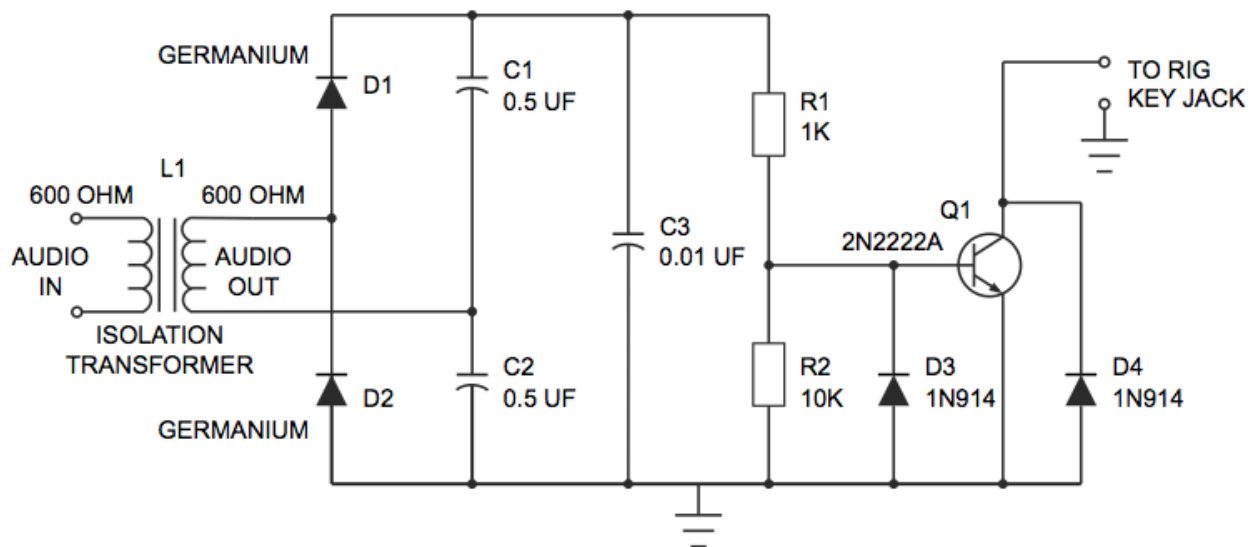 GERMANIUM
D1
C1
0.5 UF
R1
1K
TO RIG
KEY JACK
L1
600 OHM
600 OHM
AUDIO
IN
AUDIO
OUT
ISOLATION
TRANSFORMER
C3
0.01 UF
Q1
2N2222A
C2
0.5 UF
D2
GERMANIUM
R2
10K
D3
1N914
D4
1N914